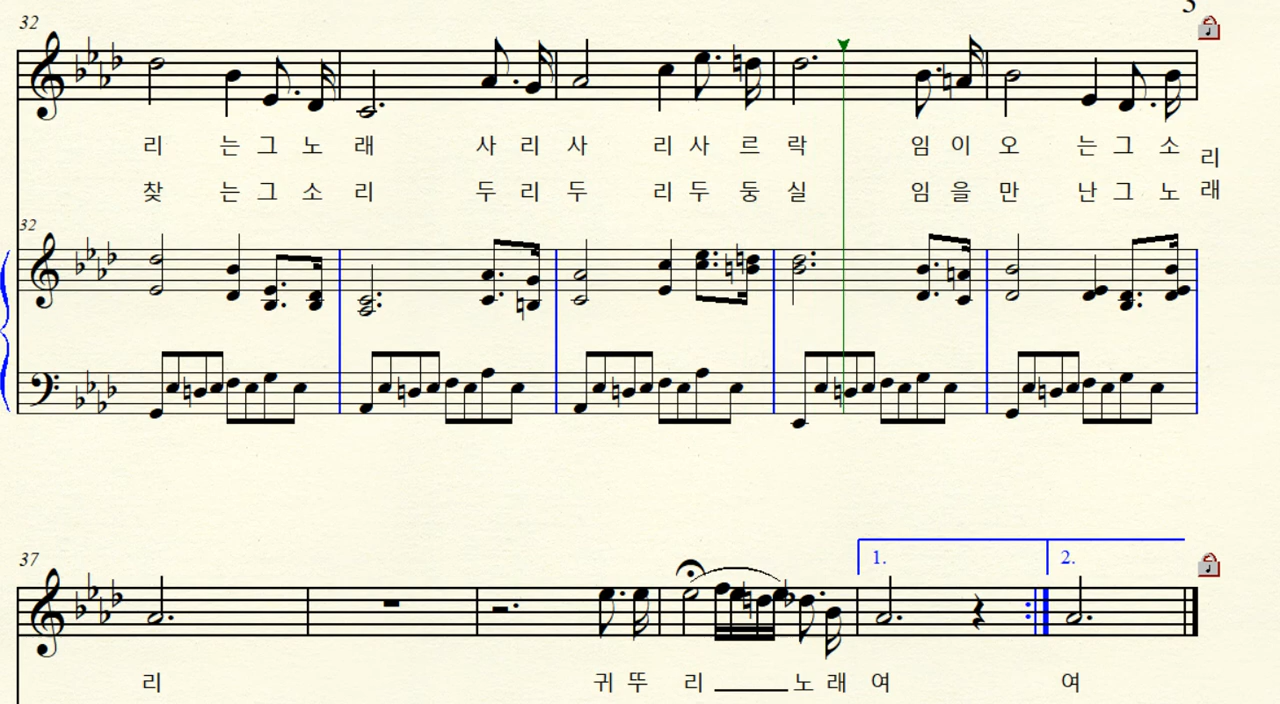 3
32
리 는 그 노 래 사 리 사 리 사 르 락 임 이 오 는 그 소 리
찾 는 그 소 리 두 리 두 리 두 둥 실 임 을 만 난 그 노 래
32
37
1. 2.
리 귀 뚜 리 노 래 여 여